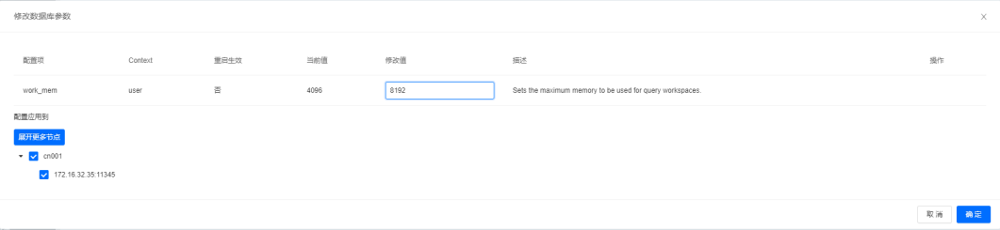 修改数据库参数
配置项 Context 重启生效 当前值 修改值 描述 操作
work_mem user 否 4096 8192 Sets the maximum memory to be used for query workspaces.
配置应用到
展开更多节点
cn001
172.16.32.35:11345
取消 确定